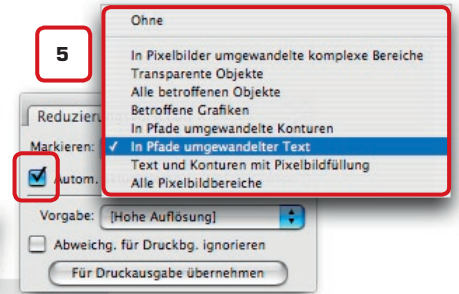 5
Ohne
In Pixelbilder umgewandelte komplexe Bereiche
Transparente Objekte
Alle betroffenen Objekte
Betroffene Grafiken
In Pfade umgewandelte Konturen
✓ In Pfade umgewandelter Text
Text und Konturen mit Pixelbildfüllung
Alle Pixelbildbereiche
Markieren:
Autom.
Vorgabe: [Hohe Auflösung]
Abweichg. für Druckbg. ignorieren
Für Druckausgabe übernehmen